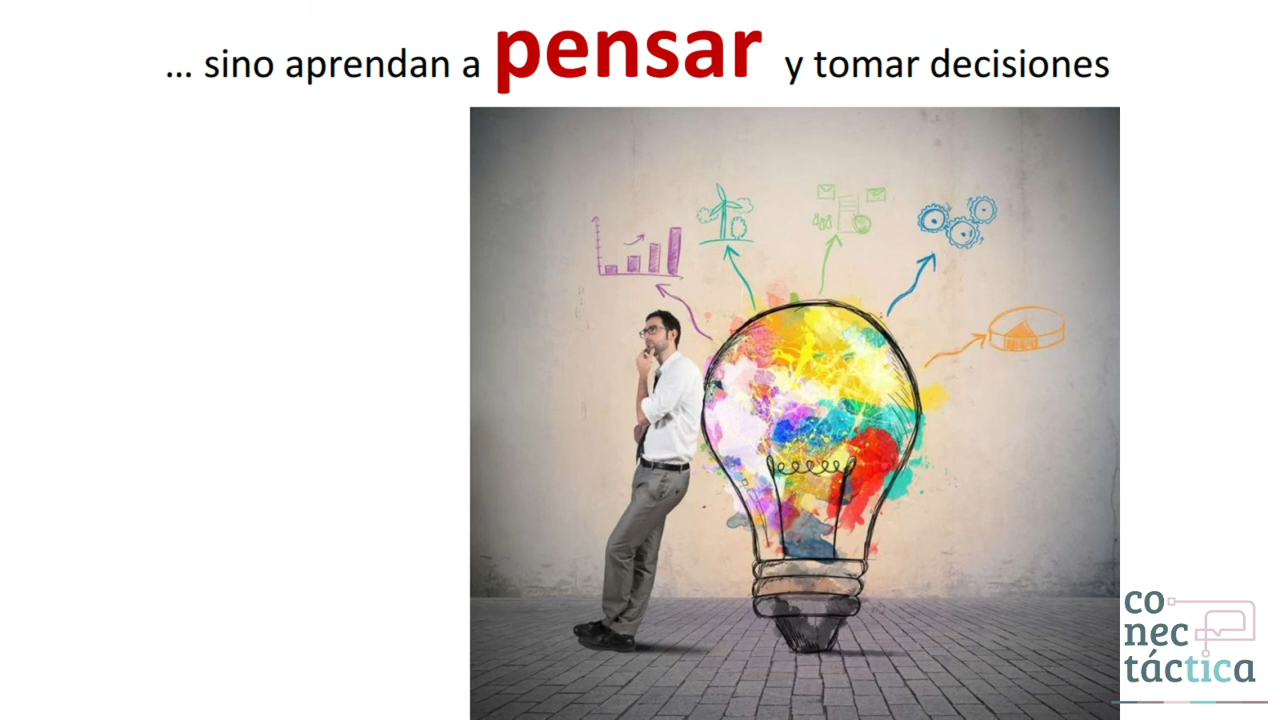 ... sino aprendan a pensar y tomar decisiones
co
nec
táctica